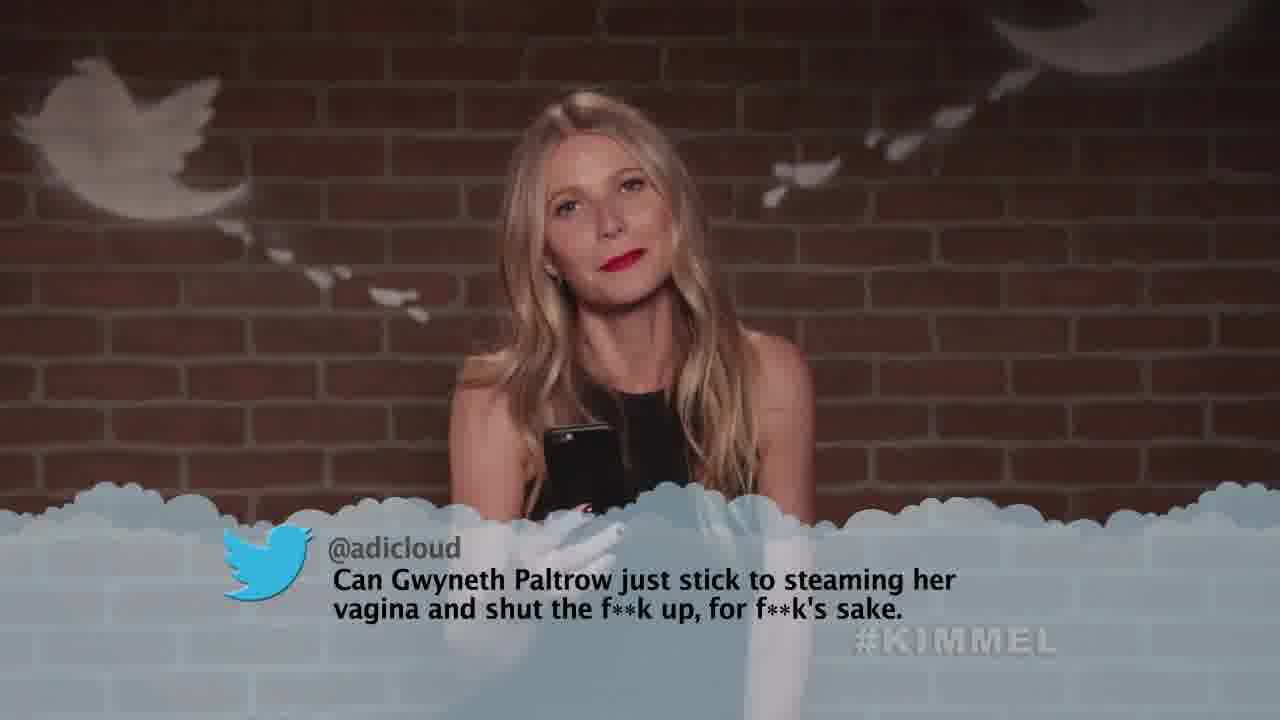 @adicloud
Can Gwyneth Paltrow just stick to steaming her
vagina and shut the f**k up, for f**k's sake.
#KIMMEL